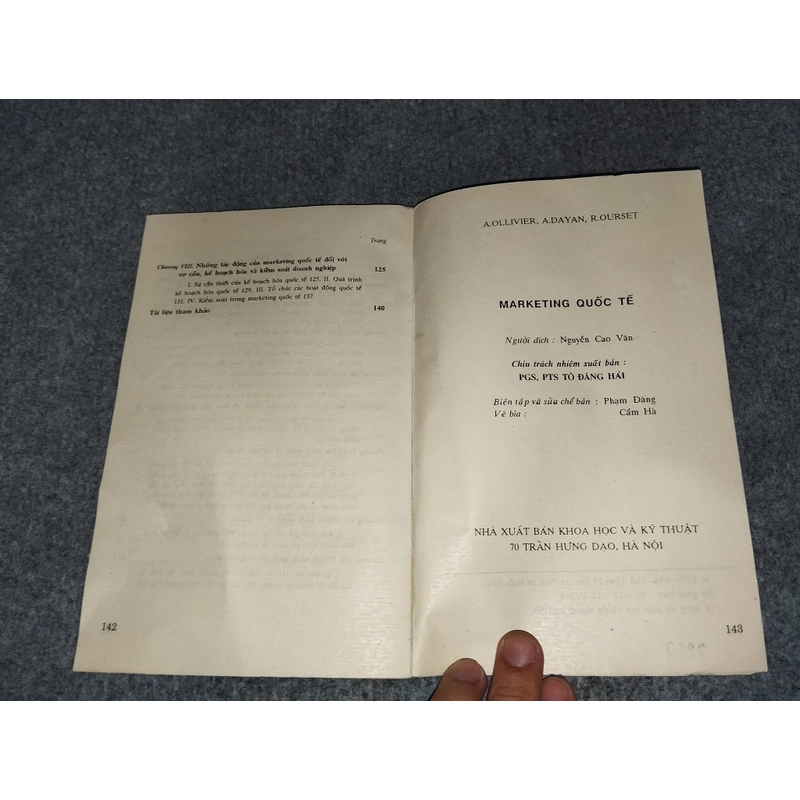 Trang
Chương VIII. Những tác động của marketing quốc tế đối với
cơ cấu, kế hoạch hóa và kiểm soát doanh nghiệp 125
I. Sự cần thiết của kế hoạch hóa quốc tế 125, II. Quá trình
kế hoạch hóa quốc tế 129, III. Tổ chức các hoạt động quốc tế
131, IV. Kiểm soát trong marketing quốc tế 137.
Tài liệu tham khảo 140
142
A.OLLIVIER, A.DAYAN, R.OURSET
MARKETING QUỐC TẾ
Người dịch : Nguyễn Cao Văn
Chịu trách nhiệm xuất bản :
PGS, PTS TÔ ĐĂNG HẢI
Biên tập và sửa chế bản : Phạm Dăng
Vẽ bìa : Cẩm Hà
NHÀ XUẤT BẢN KHOA HỌC VÀ KỸ THUẬT
70 TRẦN HƯNG DẠO, HÀ NỘI
143